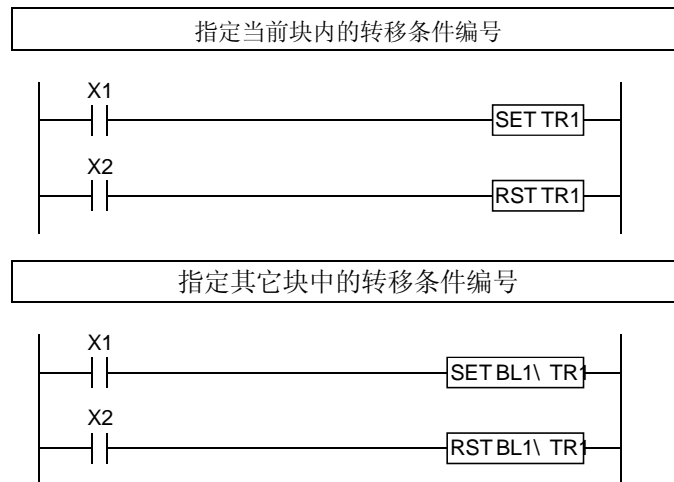 指定当前块内的转移条件编号
X1
SET TR1
X2
RST TR1
指定其它块中的转移条件编号
X1
SET BL1\ TR1
X2
RST BL1\ TR1